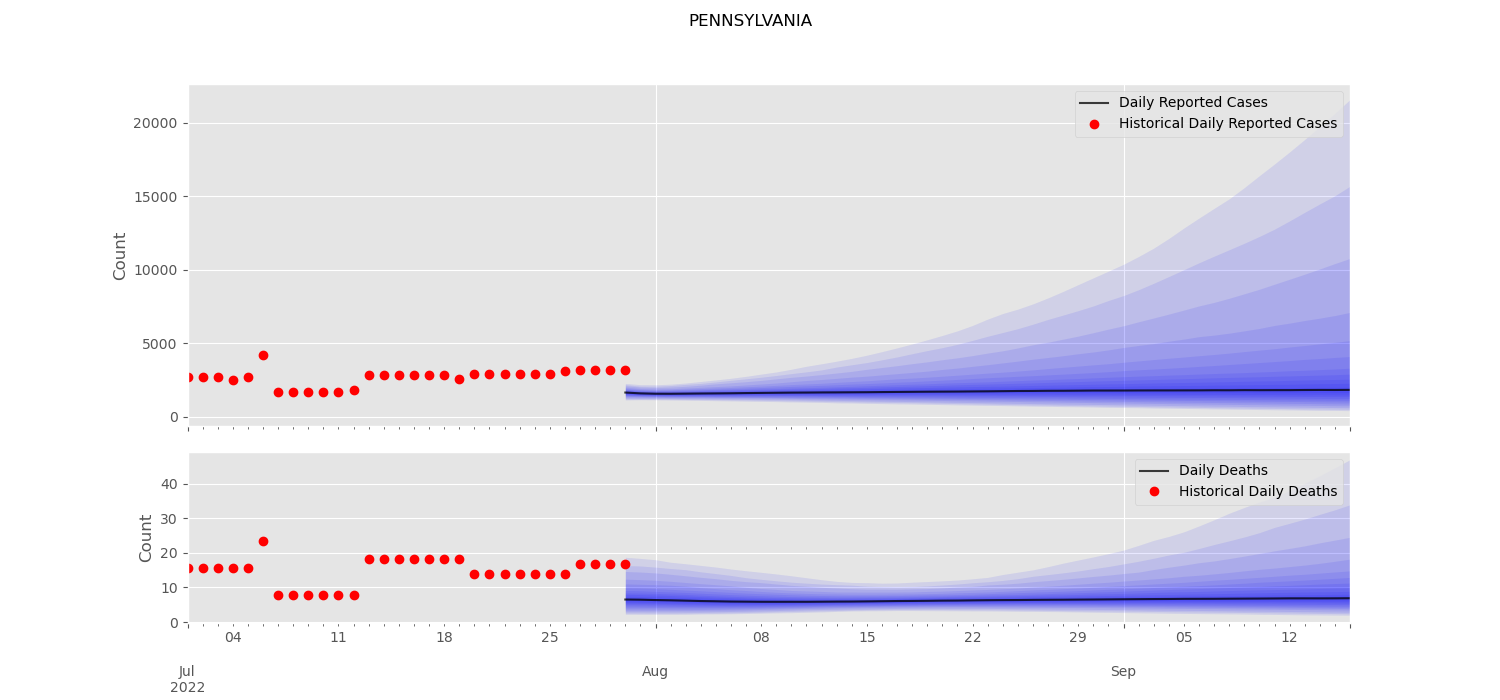 PENNSYLVANIA
Daily Reported Cases
Historical Daily Reported Cases
20000
15000
10000
5000
0
Count
Daily Deaths
Historical Daily Deaths
40
30
20
10
0
Count
04 11 18 25 08 15 22 29 05 12
Jul Aug Sep
2022